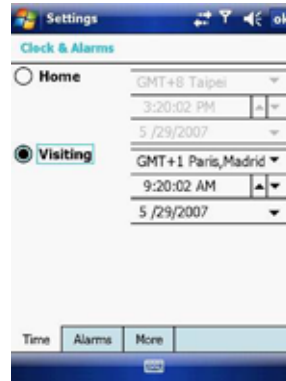 Settings
ok
Clock & Alarms
Home
GMT+8 Taipei
3:20:02 PM
5 /29/2007
Visiting
GMT+1 Paris,Madrid
9:20:02 AM
5 /29/2007
Time Alarms More